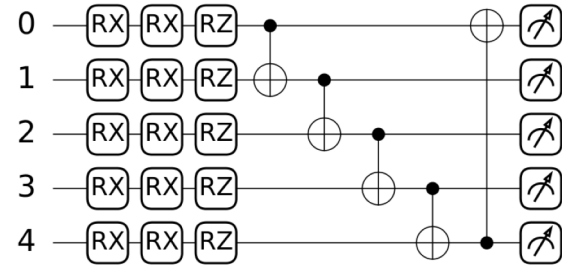 0 RX RX RZ
1 RX RX RZ
2 RX RX RZ
3 RX RX RZ
4 RX RX RZ